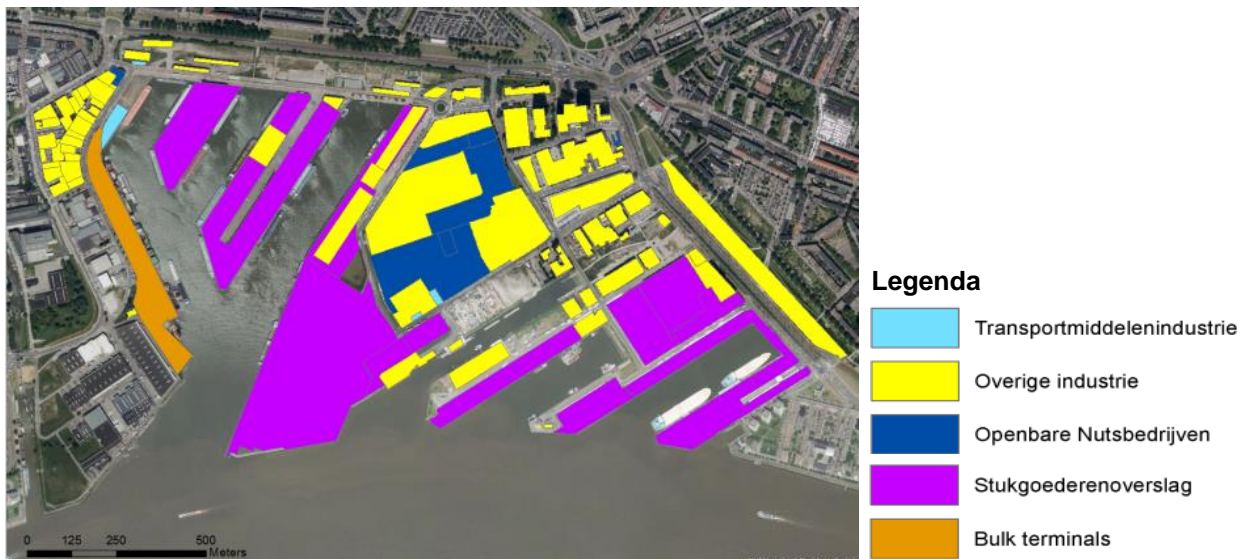 Legenda
Transportmiddelenindustrie
Overige industrie
Openbare Nutsbedrijven
Stukgoederenoverslag
Bulk terminals
0 125 250 500
Meters